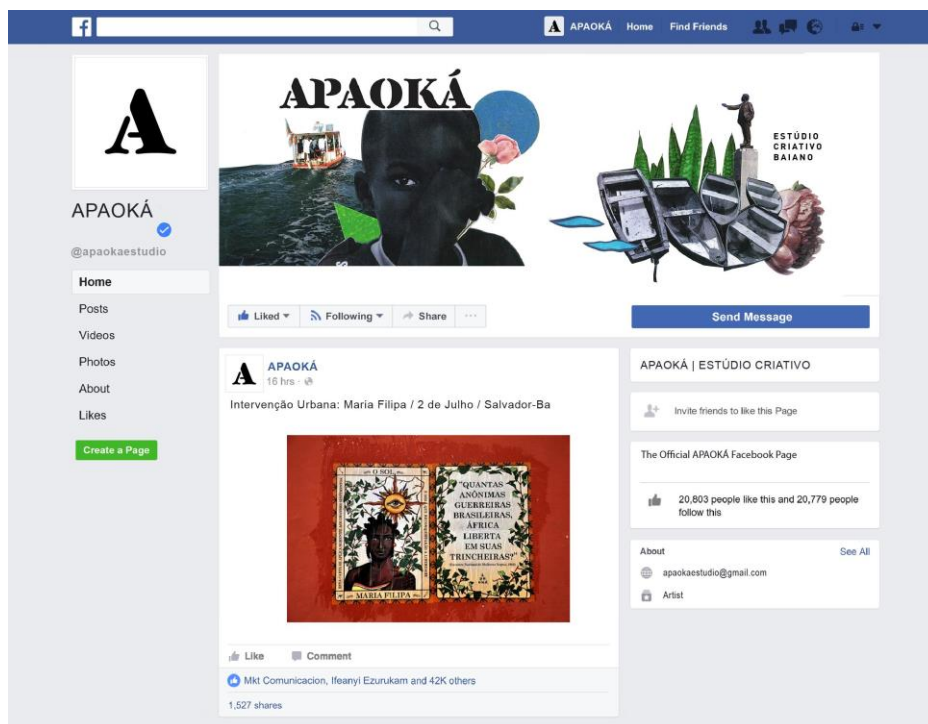 f
A APAOKÁ Home Find Friends
A
APAOKÁ
@apaokaestudio
Home
Posts
Videos
Photos
About
Likes
Create a Page
APAOKÁ
ESTÚDIO
CRIATIVO
BAIANO
Liked Following Share ...
Send Message
A APAOKÁ
16 hrs ·
Intervenção Urbana: Maria Filipa / 2 de Julho / Salvador-Ba
O SOL
MARIA FILIPA
"QUANTAS
ANÔNIMAS
GUERREIRAS
BRASILEIRAS,
ÁFRICA
LIBERTA
EM SUAS
TRINCHEIRAS?"
Like Comment
Mkt Comunicacion, Ifeanyi Ezurukam and 42K others
1,527 shares
APAOKÁ | ESTÚDIO CRIATIVO
Invite friends to like this Page
The Official APAOKÁ Facebook Page
20,803 people like this and 20,779 people
follow this
About See All
apaokaestudio@gmail.com
Artist